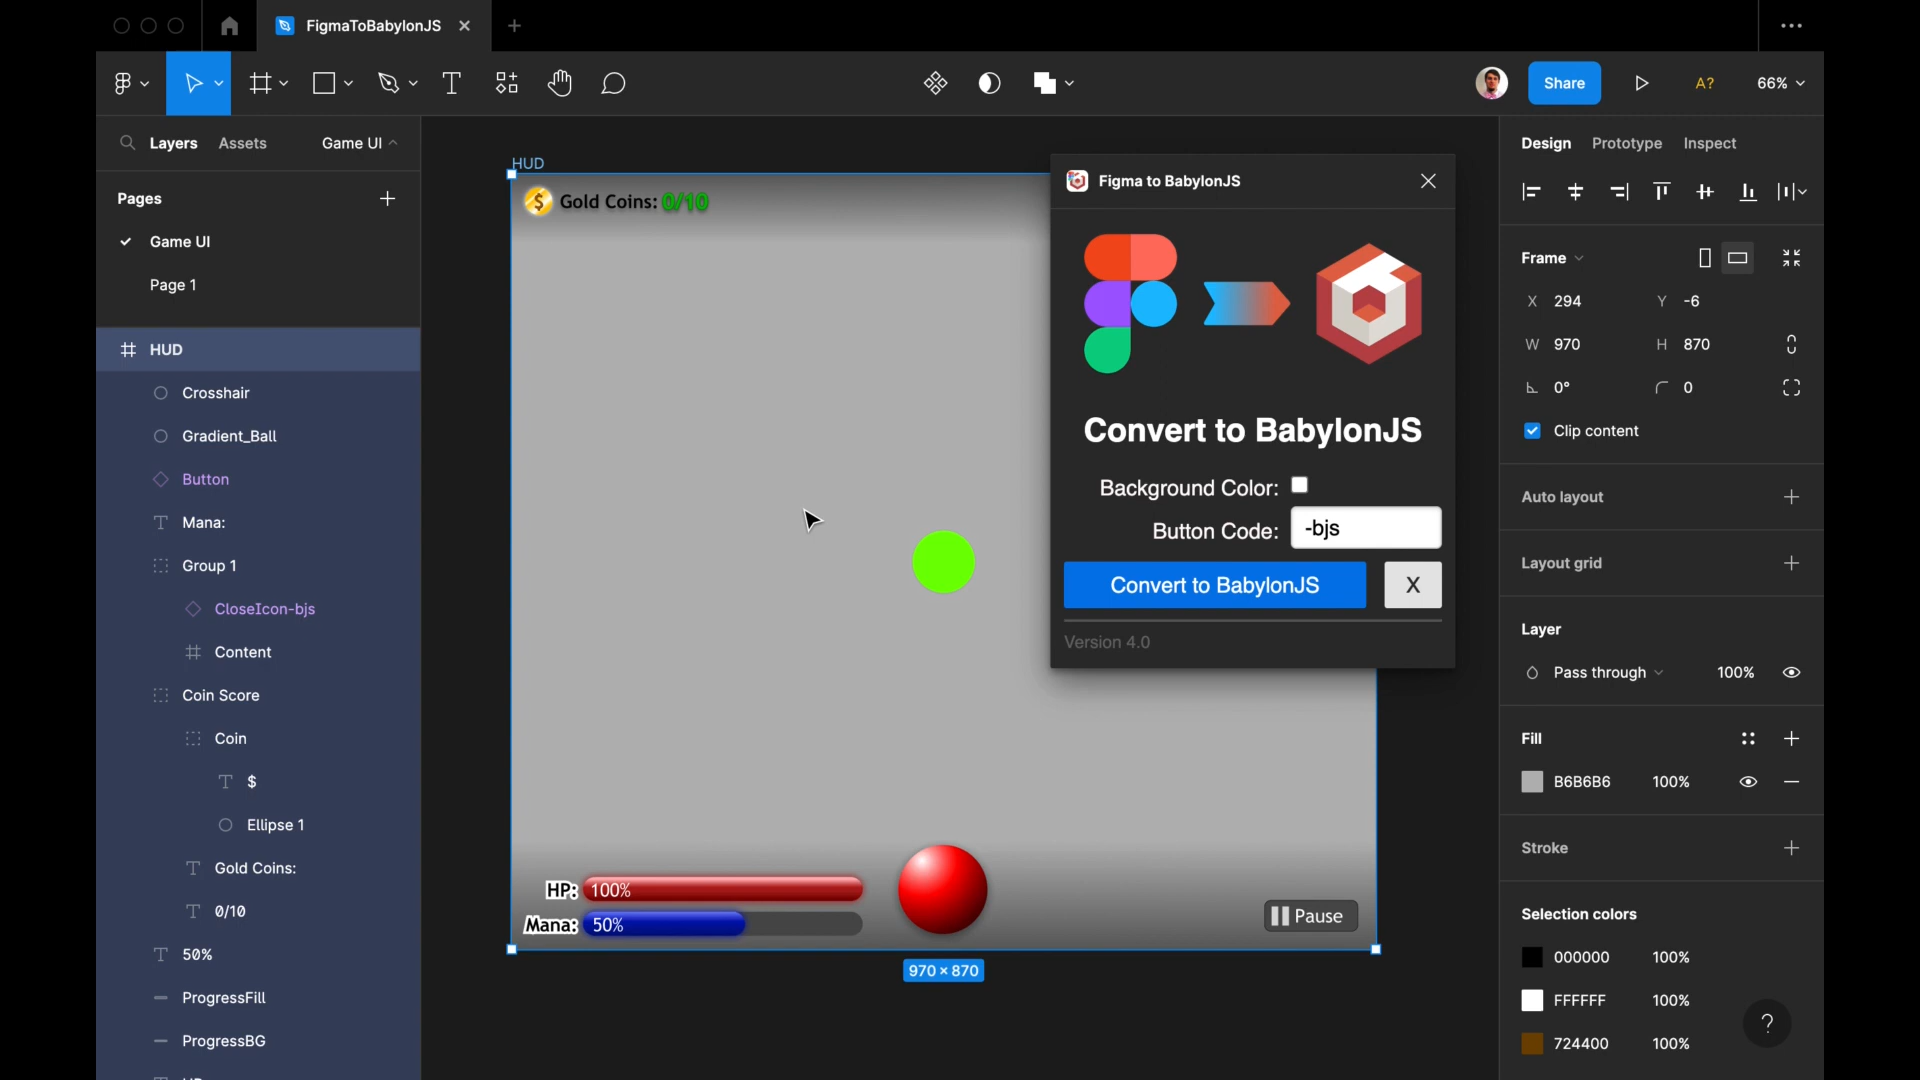 FigmaToBabylonJS
Share
A?
66%
Layers
Assets
Game UI
Pages
Game UI
Page 1
HUD
Crosshair
Gradient_Ball
Button
Mana:
Group 1
CloseIcon-bjs
Content
Coin Score
Coin
$
Ellipse 1
Gold Coins:
0/10
50%
ProgressFill
ProgressBG
HUD
$ Gold Coins: 0/10
HP: 100%
Mana: 50%
Pause
970 × 870
Figma to BabylonJS
Convert to BabylonJS
Background Color:
Button Code: -bjs
Convert to BabylonJS
X
Version 4.0
Design
Prototype
Inspect
Frame
X 294
Y -6
W 970
H 870
0°
0
Clip content
Auto layout
Layout grid
Layer
Pass through 100%
Fill
B6B6B6 100%
Stroke
Selection colors
000000 100%
FFFFFF 100%
724400 100%
?